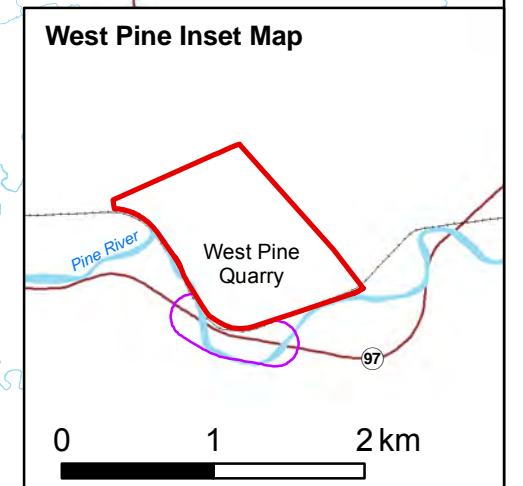 West Pine Inset Map
Pine River
West Pine
Quarry
97
0 1 2 km